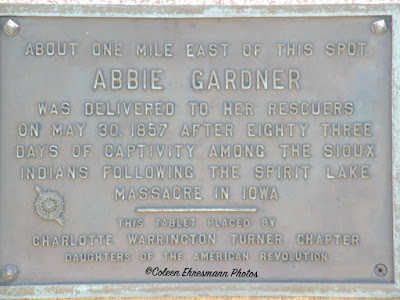 ABOUT ONE MILE EAST OF THIS SPOT
ABBIE GARDNER
WAS DELIVERED TO HER RESCUERS
ON MAY 30, 1857 AFTER EIGHTY THREE
DAYS OF CAPTIVITY AMONG THE SIOUX
INDIANS FOLLOWING THE SPIRIT LAKE
MASSACRE IN IOWA
THIS TABLET PLACED BY
CHARLOTTE WARRINGTON TURNER CHAPTER
DAUGHTERS OF THE AMERICAN REVOLUTION
©Coleen Ehresmann Photos